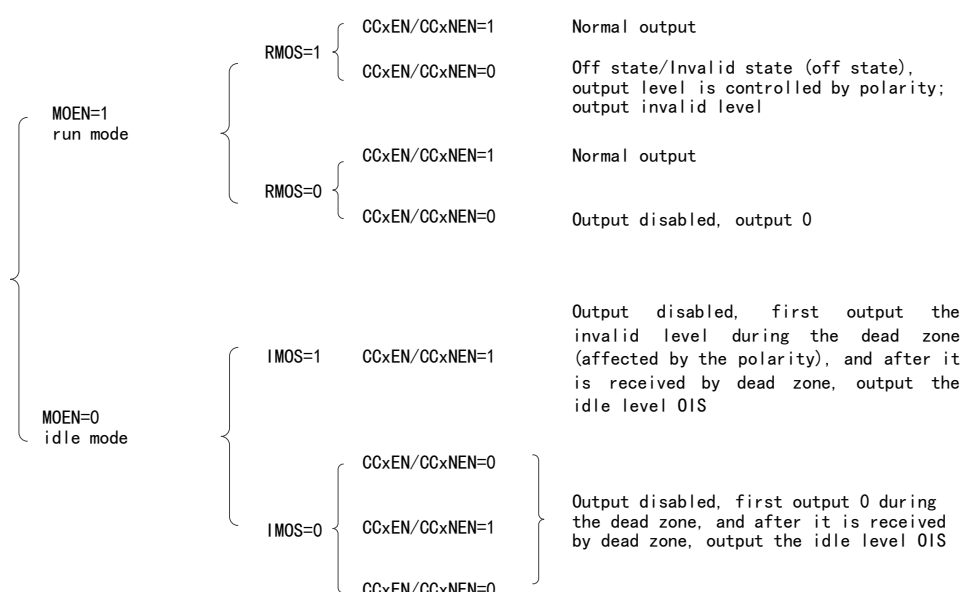 CCxEN/CCxNEN=1 Normal output
RMOS=1
CCxEN/CCxNEN=0 Off state/Invalid state (off state),
output level is controlled by polarity;
output invalid level
MOEN=1
run mode
CCxEN/CCxNEN=1 Normal output
RMOS=0
CCxEN/CCxNEN=0 Output disabled, output 0
Output disabled, first output the
invalid level during the dead zone
IMOS=1 CCxEN/CCxNEN=1 (affected by the polarity), and after it
is received by dead zone, output the
idle level OIS
MOEN=0
idle mode
CCxEN/CCxNEN=0
Output disabled, first output 0 during
IMOS=0 CCxEN/CCxNEN=1 the dead zone, and after it is received
by dead zone, output the idle level OIS
CCxEN/CCxNEN=0